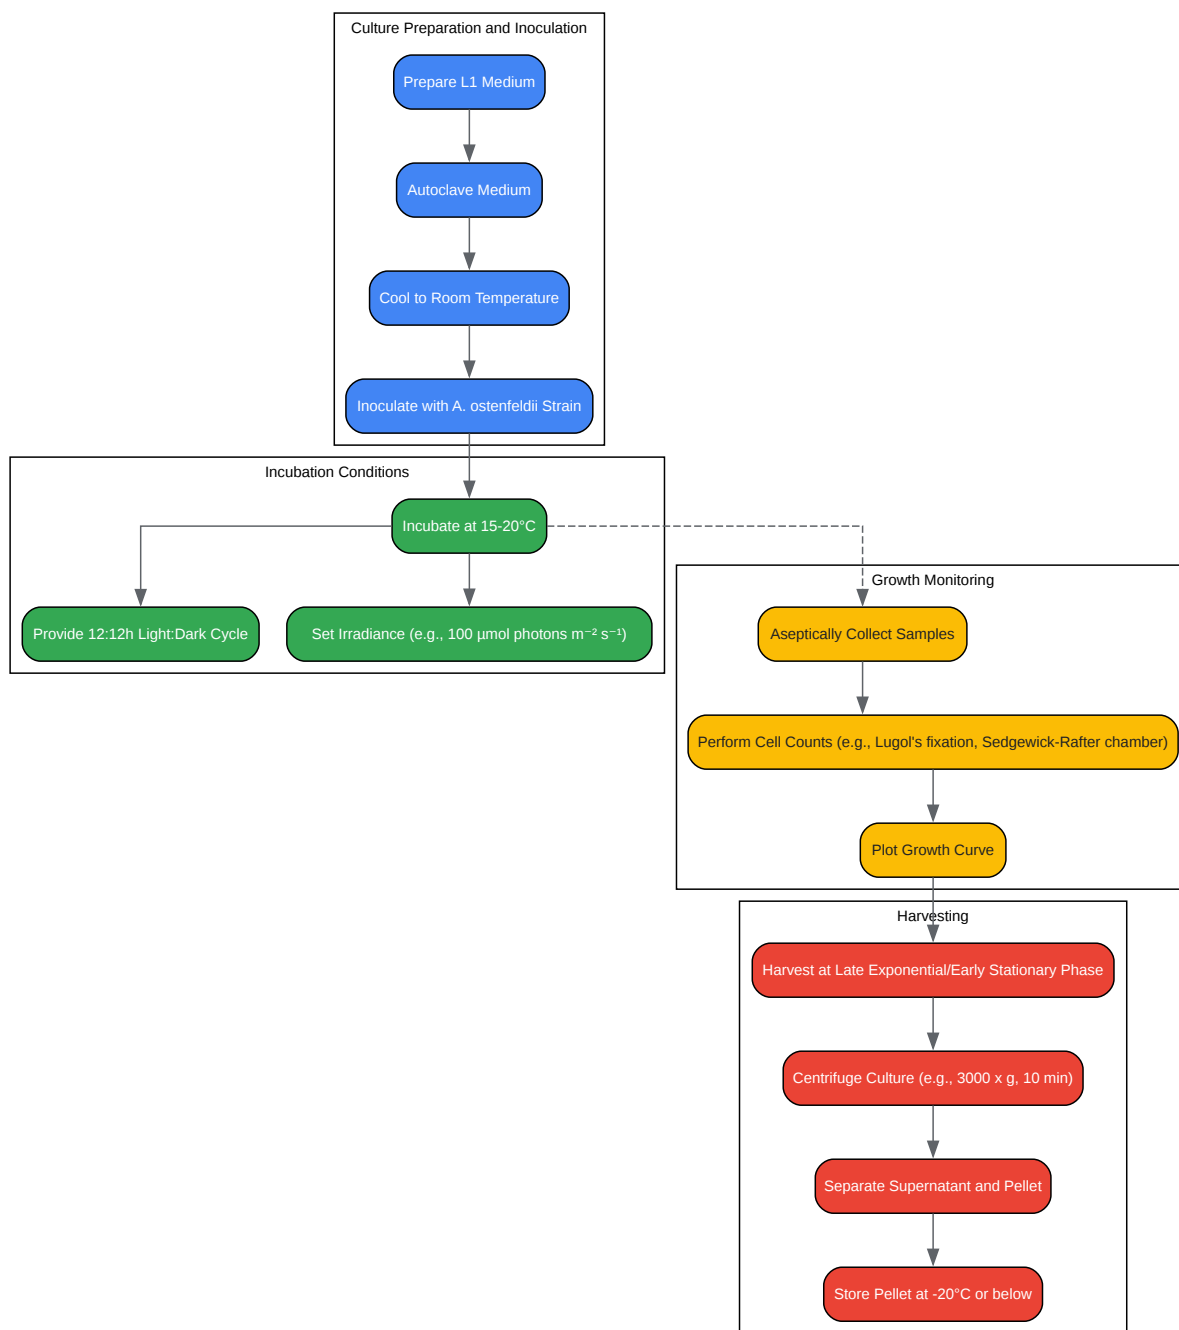 Culture Preparation and Inoculation
Prepare L1 Medium
Autoclave Medium
Cool to Room Temperature
Inoculate with A. ostenfeldii Strain
Incubation Conditions
Incubate at 15-20°C
Provide 12:12h Light:Dark Cycle
Set Irradiance (e.g., 100 µmol photons m⁻² s⁻¹)
Growth Monitoring
Aseptically Collect Samples
Perform Cell Counts (e.g., Lugol's fixation, Sedgewick-Rafter chamber)
Plot Growth Curve
Harvesting
Harvest at Late Exponential/Early Stationary Phase
Centrifuge Culture (e.g., 3000 x g, 10 min)
Separate Supernatant and Pellet
Store Pellet at -20°C or below